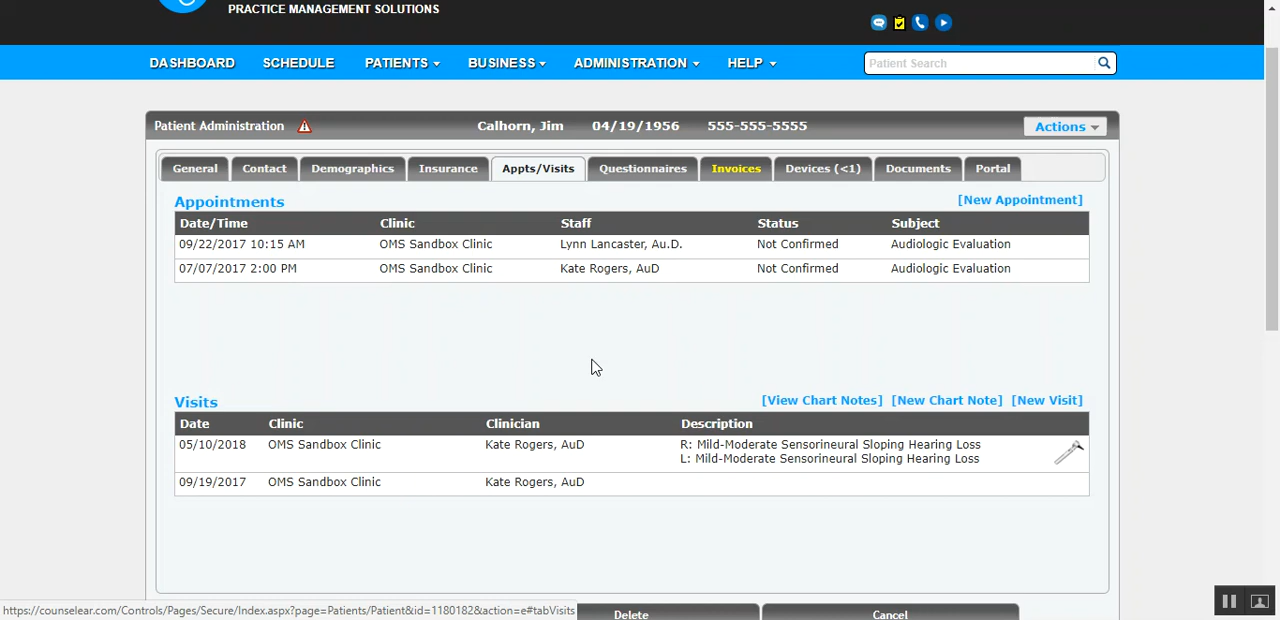 PRACTICE MANAGEMENT SOLUTIONS
DASHBOARD SCHEDULE PATIENTS BUSINESS ADMINISTRATION HELP Patient Search
Patient Administration Calhorn, Jim 04/19/1956 555-555-5555 Actions
General Contact Demographics Insurance Appts/Visits Questionnaires Invoices Devices (<1) Documents Portal
Appointments [New Appointment]
Date/Time Clinic Staff Status Subject
09/22/2017 10:15 AM OMS Sandbox Clinic Lynn Lancaster, Au.D. Not Confirmed Audiologic Evaluation
07/07/2017 2:00 PM OMS Sandbox Clinic Kate Rogers, AuD Not Confirmed Audiologic Evaluation
Visits [View Chart Notes] [New Chart Note] [New Visit]
Date Clinic Clinician Description
05/10/2018 OMS Sandbox Clinic Kate Rogers, AuD R: Mild-Moderate Sensorineural Sloping Hearing Loss
L: Mild-Moderate Sensorineural Sloping Hearing Loss
09/19/2017 OMS Sandbox Clinic Kate Rogers, AuD
https://counselear.com/Controls/Pages/Secure/Index.aspx?page=Patients/Patient&id=1180182&action=e#tabVisits Delete Cancel